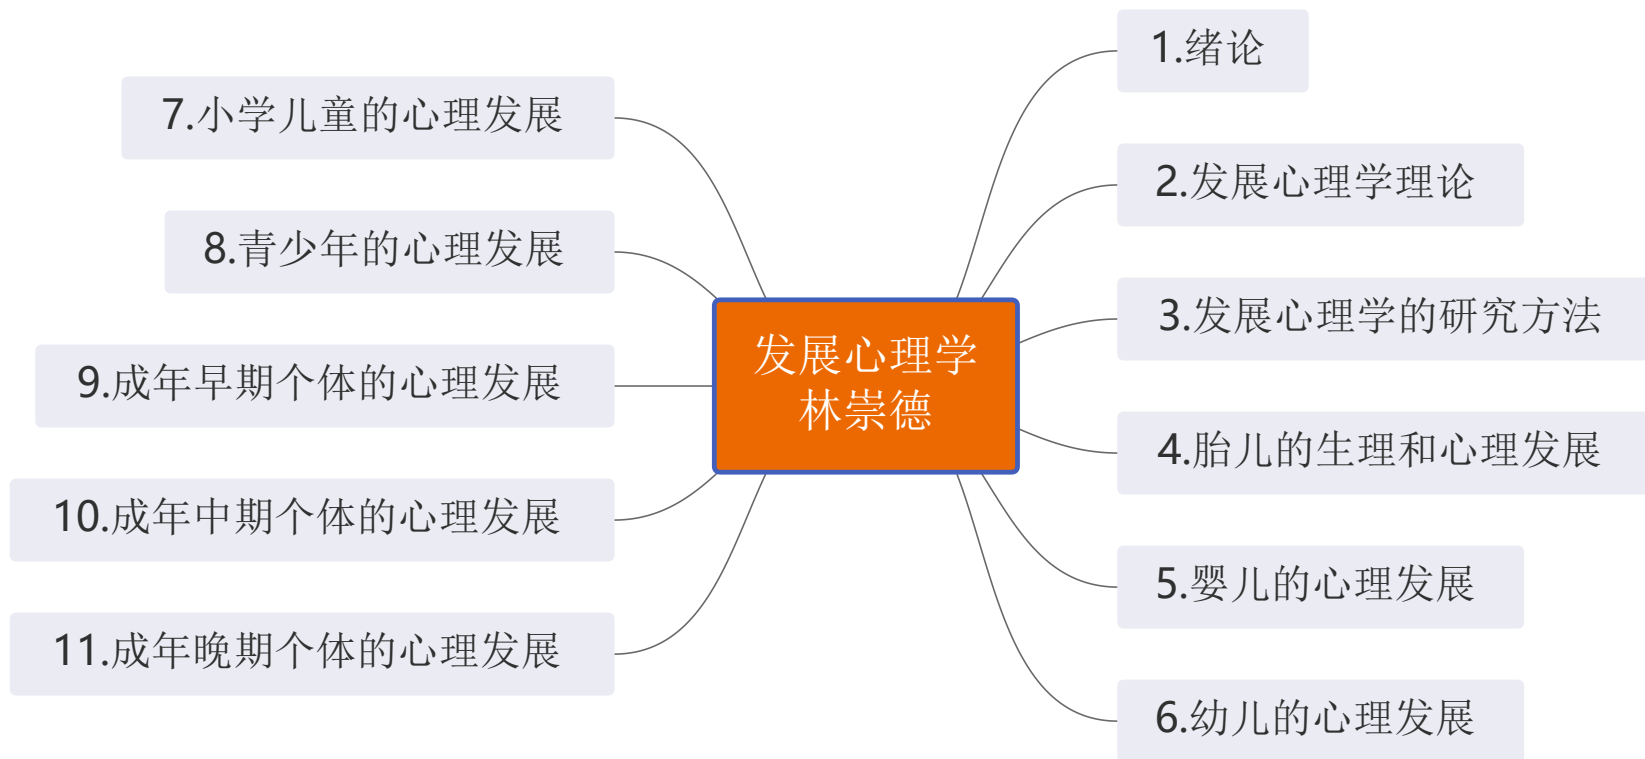 发展心理学
林崇德
1.绪论
2.发展心理学理论
3.发展心理学的研究方法
4.胎儿的生理和心理发展
5.婴儿的心理发展
6.幼儿的心理发展
7.小学儿童的心理发展
8.青少年的心理发展
9.成年早期个体的心理发展
10.成年中期个体的心理发展
11.成年晚期个体的心理发展